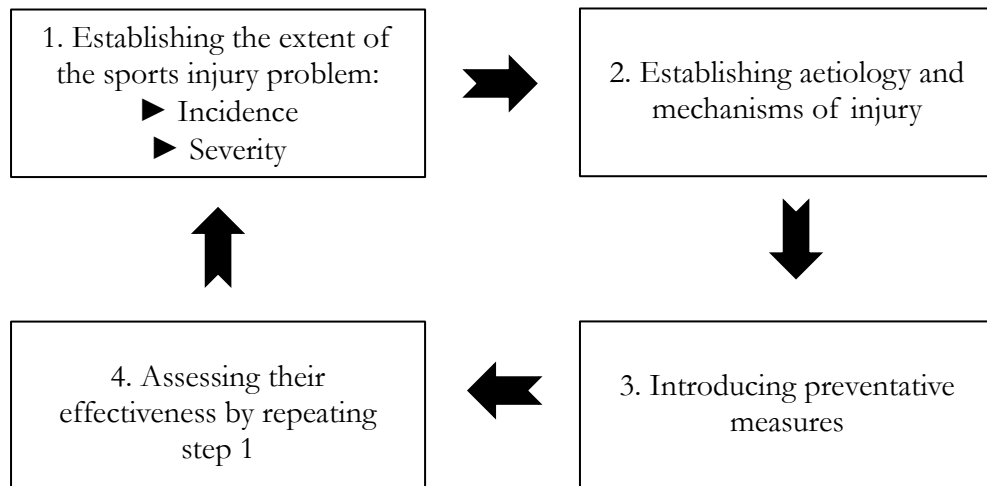 1. Establishing the extent of
the sports injury problem:
► Incidence
► Severity
2. Establishing aetiology and
mechanisms of injury
3. Introducing preventative
measures
4. Assessing their
effectiveness by repeating
step 1